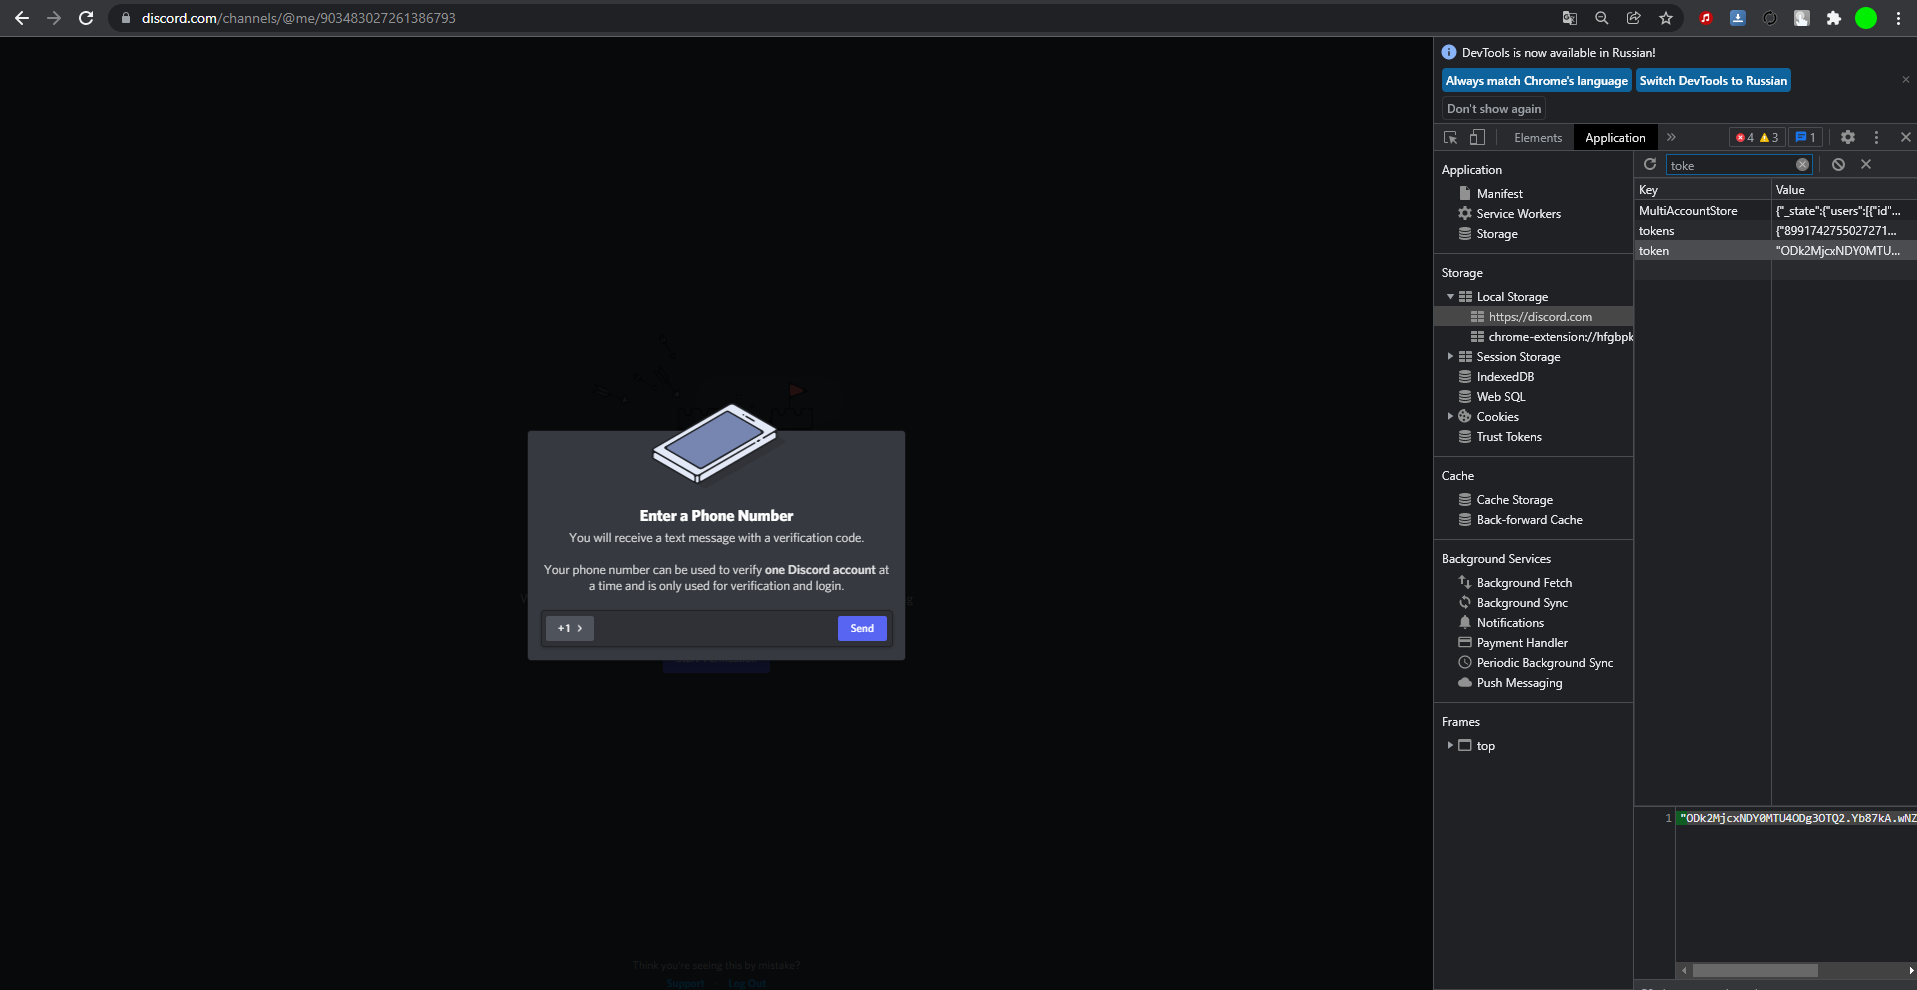 discord.com/channels/@me/903483027261386793
DevTools is now available in Russian!
Always match Chrome's language
Switch DevTools to Russian
Don't show again
Elements
Application
4
3
1
toke
Application
Manifest
Service Workers
Storage
Storage
Local Storage
https://discord.com
chrome-extension://hfgbpk
Session Storage
IndexedDB
Web SQL
Cookies
Trust Tokens
Cache
Cache Storage
Back-forward Cache
Background Services
Background Fetch
Background Sync
Notifications
Payment Handler
Periodic Background Sync
Push Messaging
Frames
top
Key Value
MultiAccountStore {"_state":{"users":[{"id"...
tokens {"8991742755027271...
token "ODk2MjcxNDY0MTU...
1 "ODk2MjcxNDY0MTU4ODg3OTQ2.Yb87kA.wNZ
Enter a Phone Number
You will receive a text message with a verification code.
Your phone number can be used to verify one Discord account at
a time and is only used for verification and login.
+1
Send
Think you're seeing this by mistake?
Support
Log Out